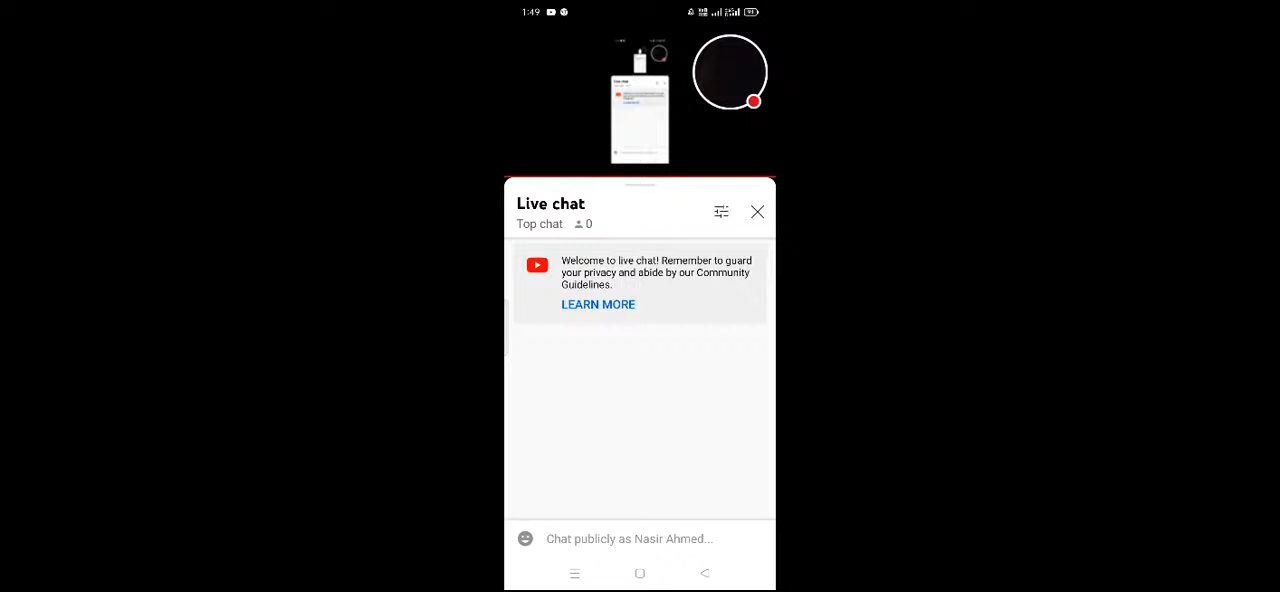 1:49
Live chat
Top chat 0
Welcome to live chat! Remember to guard
your privacy and abide by our Community
Guidelines.
LEARN MORE
Chat publicly as Nasir Ahmed...